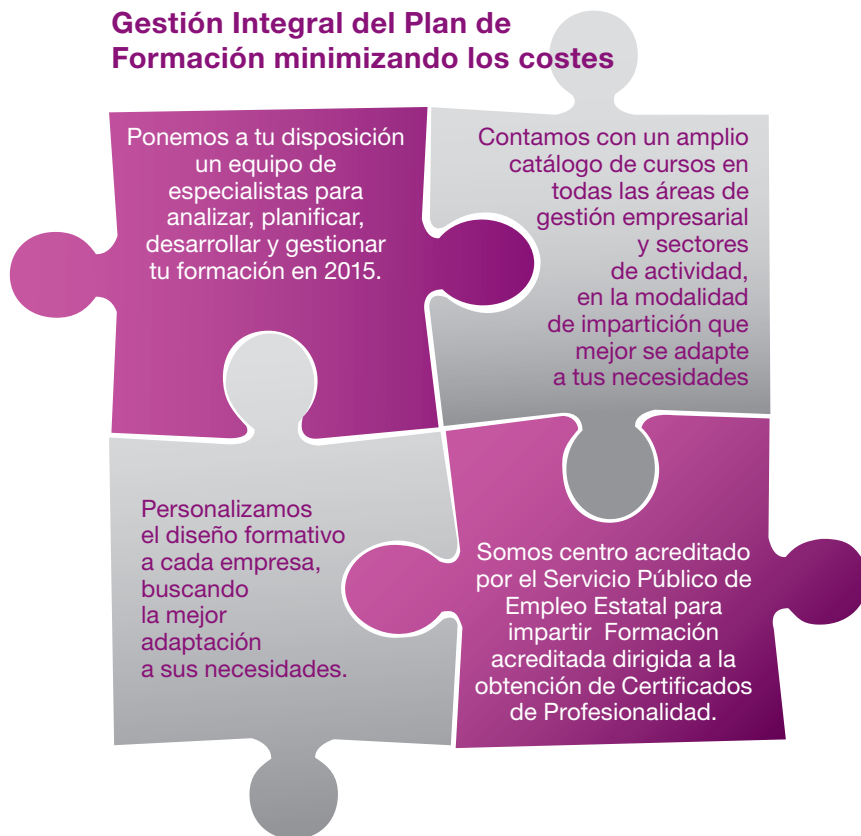 Gestión Integral del Plan de
Formación minimizando los costes
Ponemos a tu disposición
un equipo de
especialistas para
analizar, planificar,
desarrollar y gestionar
tu formación en 2015.
Contamos con un amplio
catálogo de cursos en
todas las áreas de
gestión empresarial
y sectores
de actividad,
en la modalidad
de impartición que
mejor se adapte
a tus necesidades
Personalizamos
el diseño formativo
a cada empresa,
buscando
la mejor
adaptación
a sus necesidades.
Somos centro acreditado
por el Servicio Público de
Empleo Estatal para
impartir Formación
acreditada dirigida a la
obtención de Certificados
de Profesionalidad.